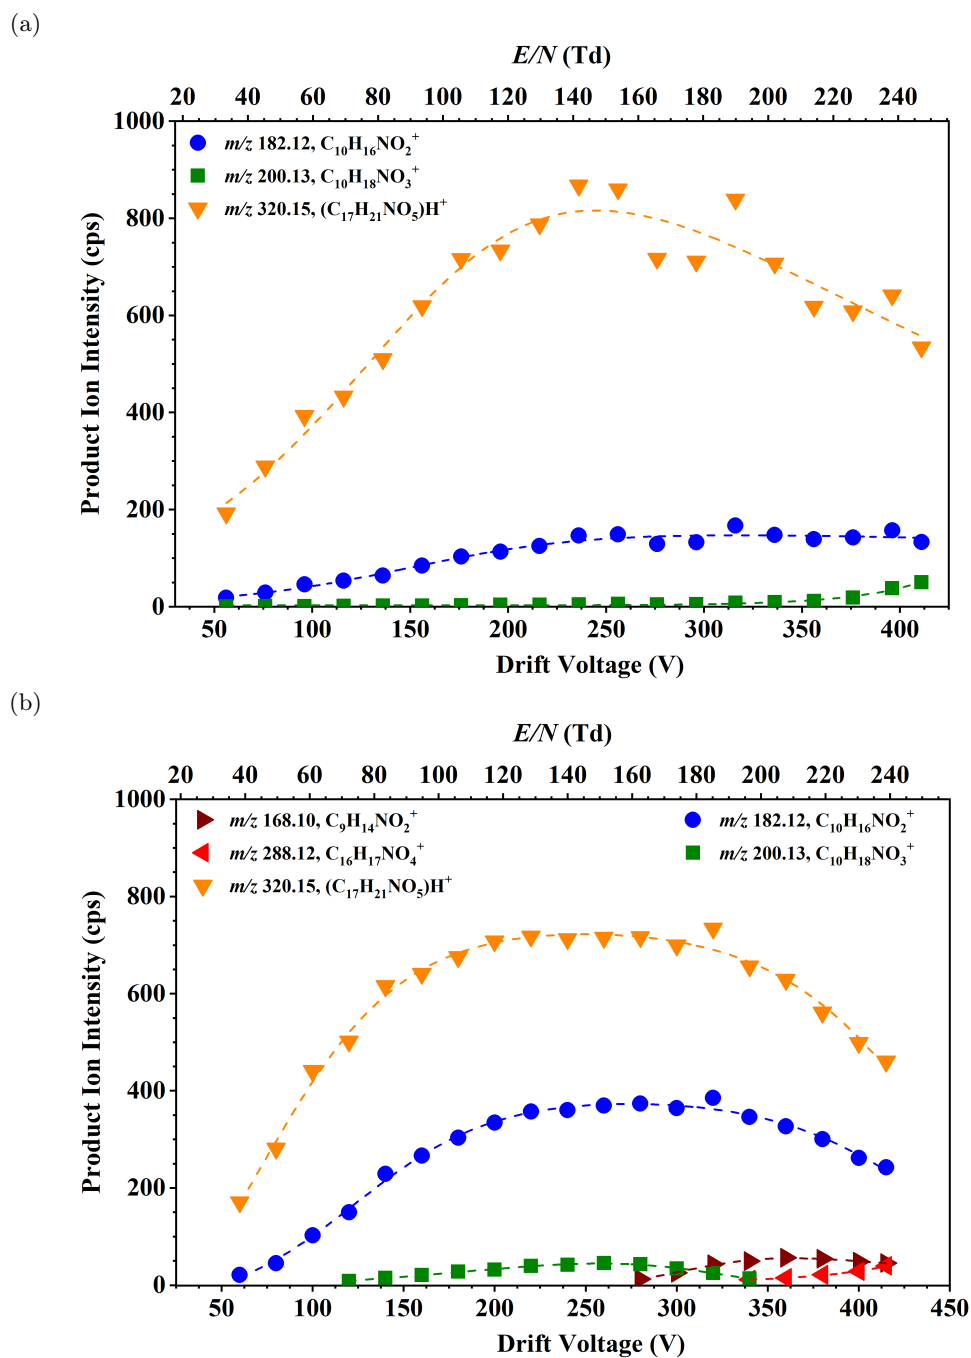 (a)
E/N (Td)
20 40 60 80 100 120 140 160 180 200 220 240
1000
800
600
400
200
0
Product Ion Intensity (cps)
m/z 182.12, C₁₀H₁₆NO₂⁺
m/z 200.13, C₁₀H₁₈NO₃⁺
m/z 320.15, (C₁₇H₂₁NO₅)H⁺
50 100 150 200 250 300 350 400
Drift Voltage (V)
(b)
E/N (Td)
20 40 60 80 100 120 140 160 180 200 220 240
1000
800
600
400
200
0
Product Ion Intensity (cps)
m/z 168.10, C₉H₁₄NO₂⁺
m/z 288.12, C₁₆H₁₇NO₄⁺
m/z 320.15, (C₁₇H₂₁NO₅)H⁺
m/z 182.12, C₁₀H₁₆NO₂⁺
m/z 200.13, C₁₀H₁₈NO₃⁺
50 100 150 200 250 300 350 400 450
Drift Voltage (V)